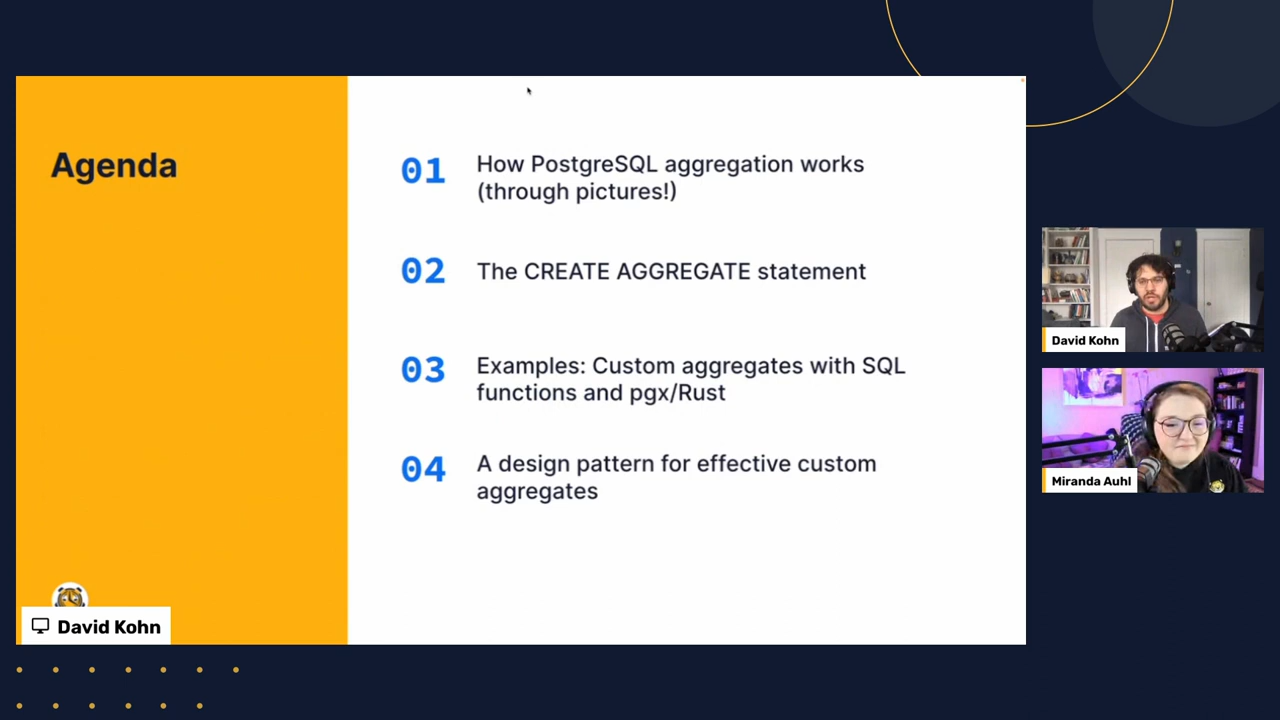 Agenda
01
How PostgreSQL aggregation works
(through pictures!)
02
The CREATE AGGREGATE statement
03
Examples: Custom aggregates with SQL
functions and pgx/Rust
04
A design pattern for effective custom
aggregates
David Kohn
David Kohn
Miranda Auhl